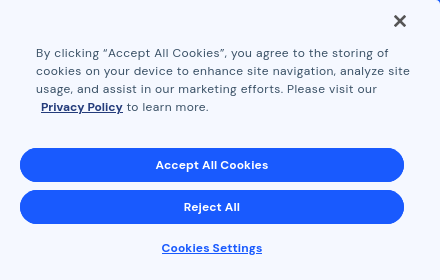 By clicking “Accept All Cookies”, you agree to the storing of
cookies on your device to enhance site navigation, analyze site
usage, and assist in our marketing efforts. Please visit our
Privacy Policy to learn more.
Accept All Cookies
Reject All
Cookies Settings